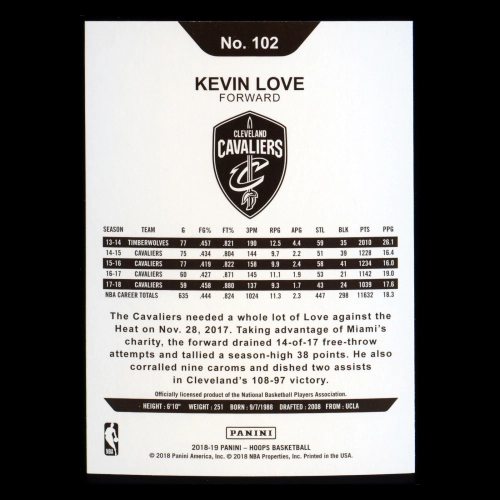 No. 102
KEVIN LOVE
FORWARD
CLEVELAND
CAVALIERS
SEASON TEAM G FG% FT% 3PM RPG APG STL BLK PTS PPG
13-14 TIMBERWOLVES 77 .457 .821 190 12.5 4.4 59 35 2010 26.1
14-15 CAVALIERS 75 .434 .804 144 9.7 2.2 51 39 1228 16.4
15-16 CAVALIERS 77 .419 .822 158 9.9 2.4 58 41 1234 16.0
16-17 CAVALIERS 60 .427 .871 145 11.1 1.9 53 21 1142 19.0
17-18 CAVALIERS 59 .458 .880 137 9.3 1.7 43 24 1039 17.6
NBA CAREER TOTALS 635 .444 .824 1024 11.3 2.3 447 298 11632 18.3
The Cavaliers needed a whole lot of Love against the
Heat on Nov. 28, 2017. Taking advantage of Miami's
charity, the forward drained 14-of-17 free-throw
attempts and tallied a season-high 38 points. He also
corralled nine caroms and dished two assists
in Cleveland's 108-97 victory.
Officially licensed product of the National Basketball Players Association.
HEIGHT: 6'10" WEIGHT: 251 BORN: 9/7/1988 DRAFTED: 2008 FROM: UCLA
PANINI
NBA
2018-19 PANINI – HOOPS BASKETBALL
© 2018 Panini America, Inc. © 2018 NBA Properties, Inc. Printed in the USA.